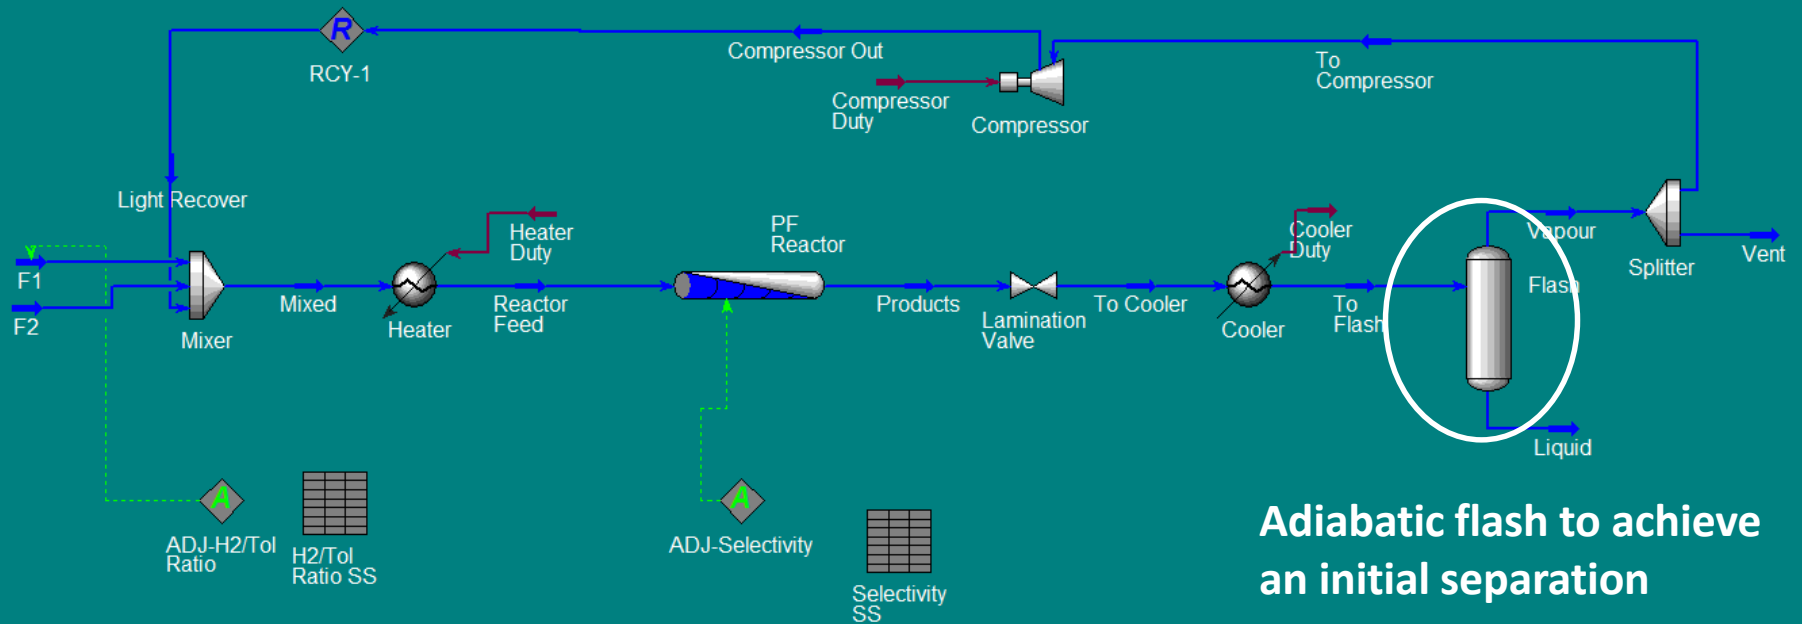 R
RCY-1
Compressor Out
To
Compressor
Compressor
Duty
Compressor
Light Recover
F1
F2
Mixer
Mixed
Heater
Duty
Heater
Reactor
Feed
PF
Reactor
Products
Lamination
Valve
To Cooler
Cooler
Duty
Cooler
To
Flash
Vapour
Flash
Splitter
Vent
Liquid
A
ADJ-H2/Tol
Ratio
H2/Tol
Ratio SS
A
ADJ-Selectivity
Selectivity
SS
Adiabatic flash to achieve
an initial separation